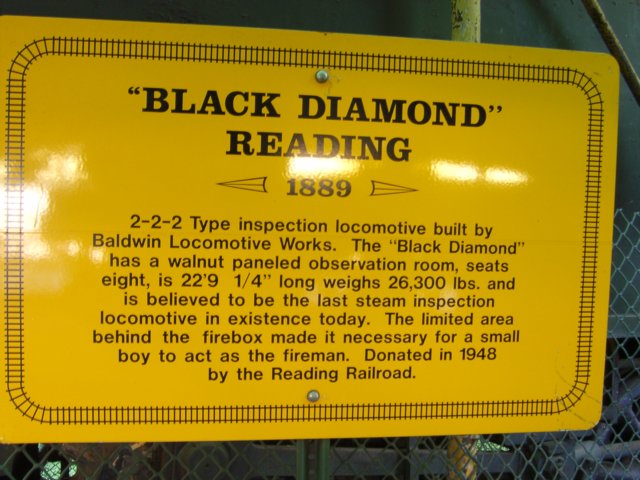 "BLACK DIAMOND"
READING
1889
2-2-2 Type inspection locomotive built by
Baldwin Locomotive Works. The "Black Diamond"
has a walnut paneled observation room, seats
eight, is 22'9 1/4" long weighs 26,300 lbs. and
is believed to be the last steam inspection
locomotive in existence today. The limited area
behind the firebox made it necessary for a small
boy to act as the fireman. Donated in 1948
by the Reading Railroad.